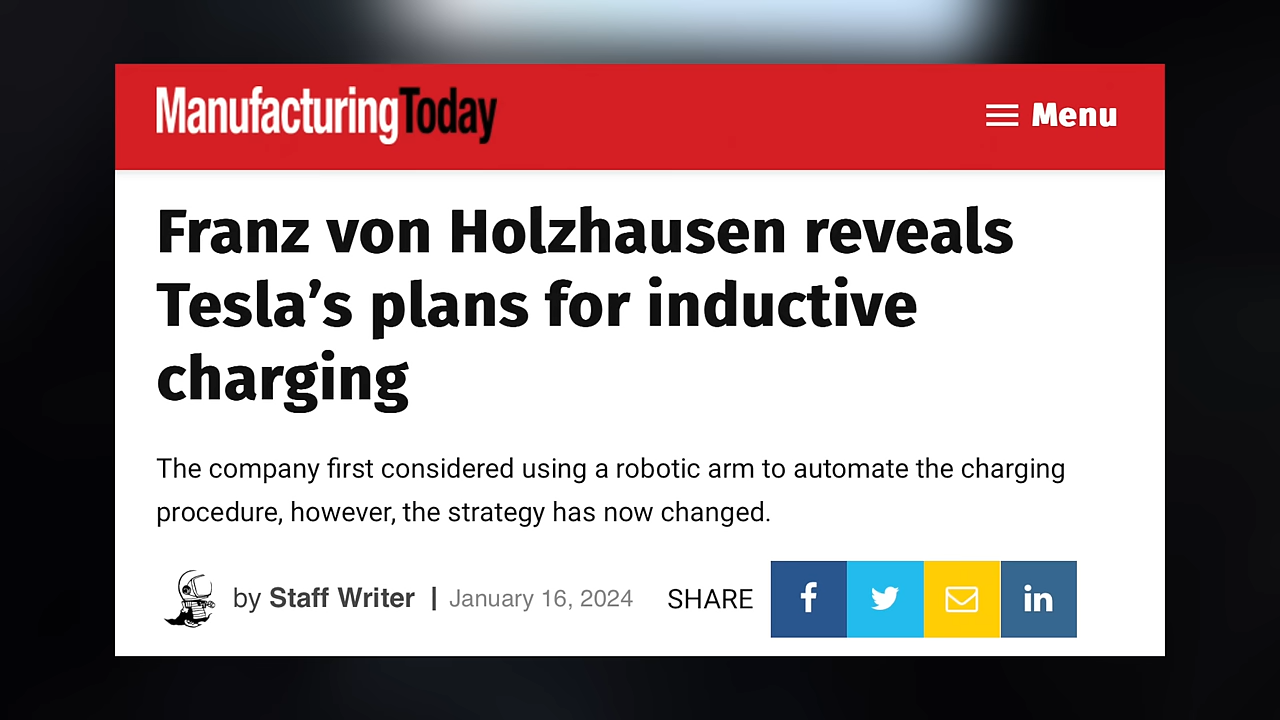 ManufacturingToday
Menu
Franz von Holzhausen reveals
Tesla’s plans for inductive
charging
The company first considered using a robotic arm to automate the charging
procedure, however, the strategy has now changed.
by Staff Writer | January 16, 2024 SHARE